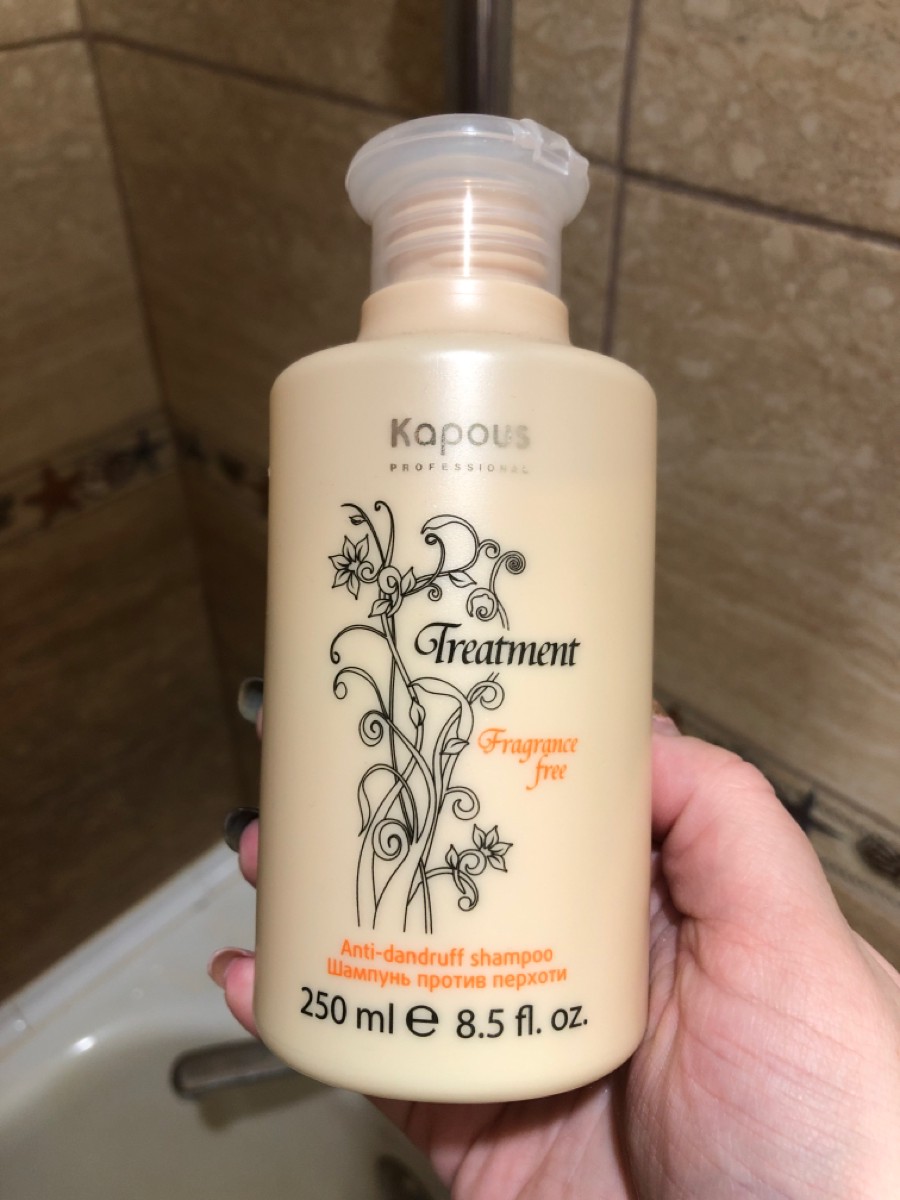 Kapous
PROFESSIONAL
Treatment
Fragrance
free
Anti-dandruff shampoo
Шампунь против перхоти
250 ml e 8.5 fl. oz.